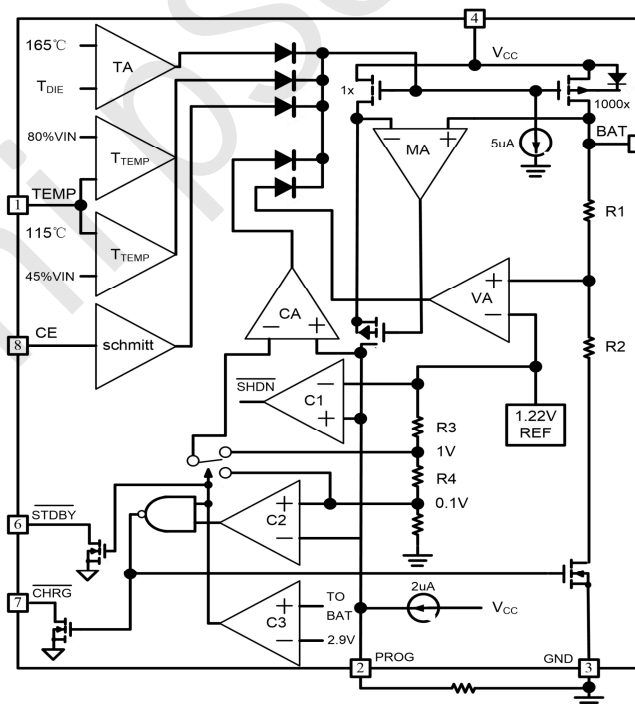 4
165℃
TA
TDIE
VCC
1x
1000x
MA
5uA
BAT
80%VIN
TTEMP
TEMP
1
115℃
TTEMP
45%VIN
R1
VA
+
−
R2
CE
8
schmitt
CA
−
+
SHDN
C1
−
+
1.22V
REF
R3
1V
R4
0.1V
STDBY
6
C2
+
−
CHRG
7
C3
+
−
TO
BAT
2.9V
2uA
VCC
2
PROG
GND
3